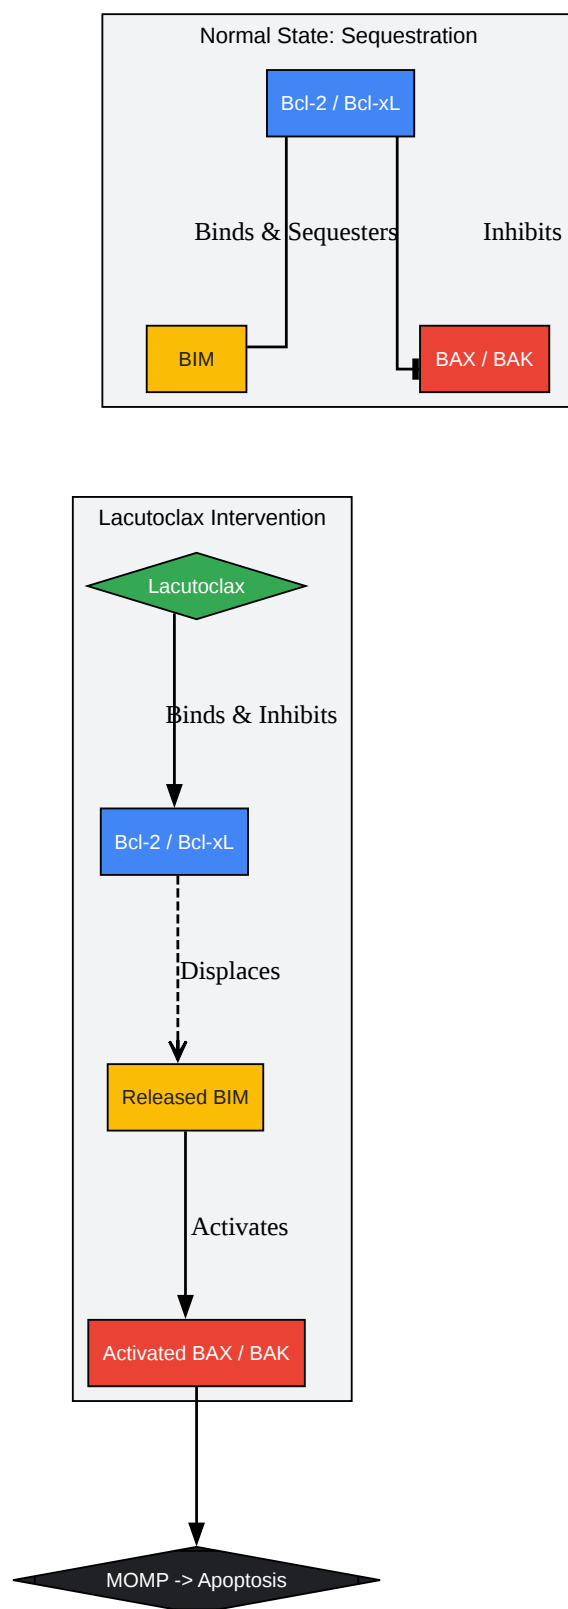 Normal State: Sequestration
Bcl-2 / Bcl-xL
Binds & Sequesters
Inhibits
BIM
BAX / BAK
Lacutoclax Intervention
Lacutoclax
Binds & Inhibits
Bcl-2 / Bcl-xL
Displaces
Released BIM
Activates
Activated BAX / BAK
MOMP -> Apoptosis